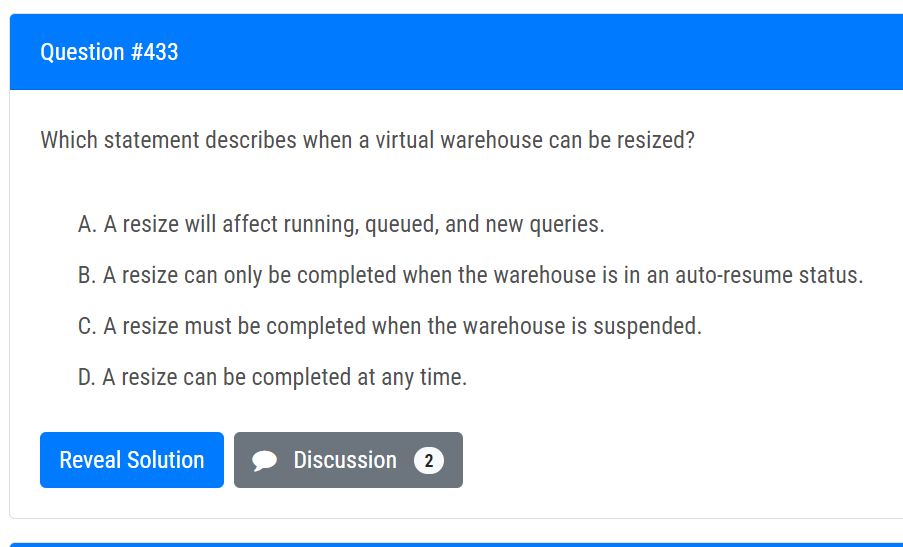 Question #433
Which statement describes when a virtual warehouse can be resized?
A. A resize will affect running, queued, and new queries.
B. A resize can only be completed when the warehouse is in an auto-resume status.
C. A resize must be completed when the warehouse is suspended.
D. A resize can be completed at any time.
Reveal Solution Discussion 2